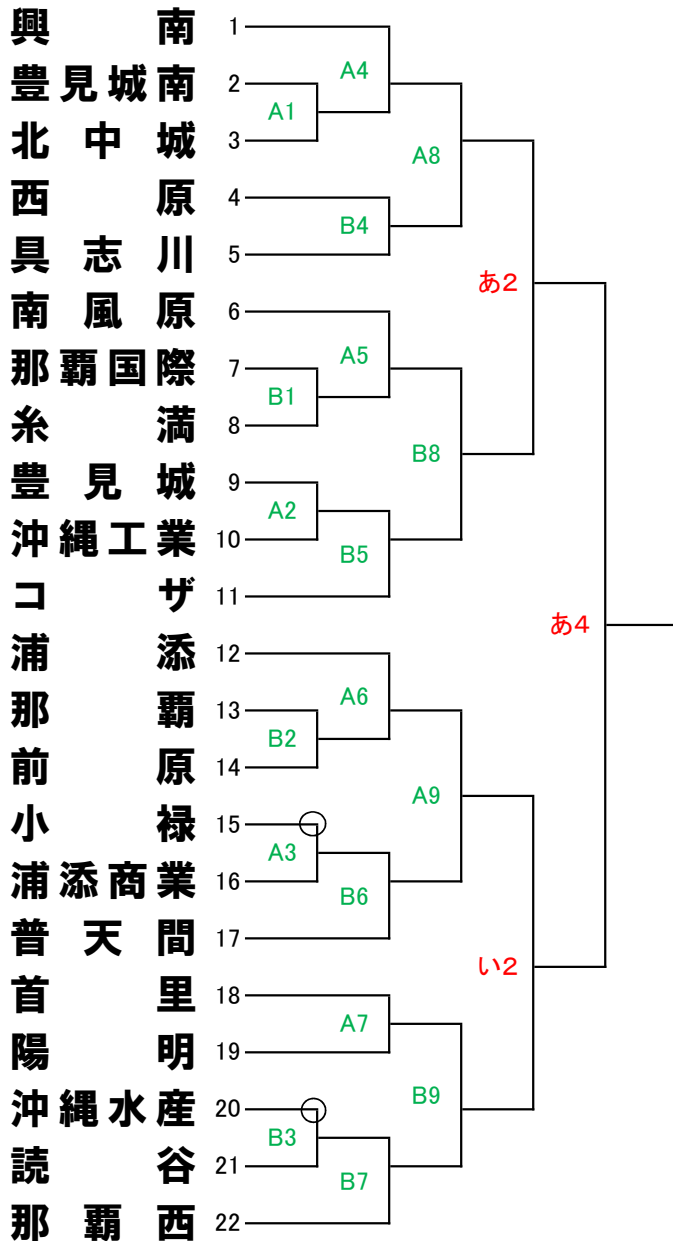 興南 1
豊見城南 2
北中城 3
西原 4
具志川 5
南風原 6
那覇国際 7
糸満 8
豊見城 9
沖縄工業 10
コザ 11
浦添 12
那覇 13
前原 14
小禄 15
浦添商業 16
普天間 17
首里 18
陽明 19
沖縄水産 20
読谷 21
那覇西 22
A1
B1
A2
B2
A3
B3
A4
B4
A5
B5
A6
B6
A7
B7
A8
B8
A9
B9
あ2
い2
あ4